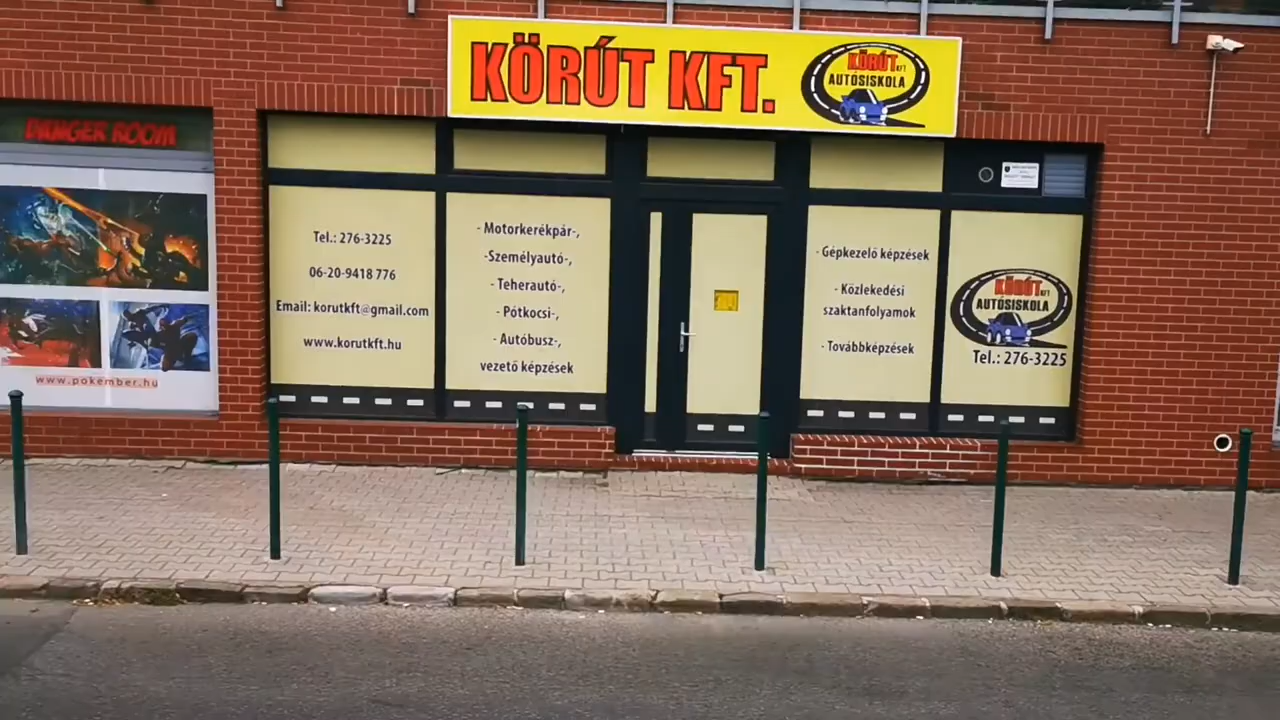 KÖRÚT KFT.
KÖRÚT Kft
AUTÓSISKOLA
DANGER ROOM
www.pokember.hu
Tel.: 276-3225
06-20-9418 776
Email: korutkft@gmail.com
www.korutkft.hu
- Motorkerékpár-,
-Személyautó-,
- Teherautó-,
- Pótkocsi-,
- Autóbusz-,
vezető képzések
- Gépkezelő képzések
- Közlekedési
szaktanfolyamok
- Továbbképzések
KÖRÚT Kft
AUTÓSISKOLA
Tel.: 276-3225